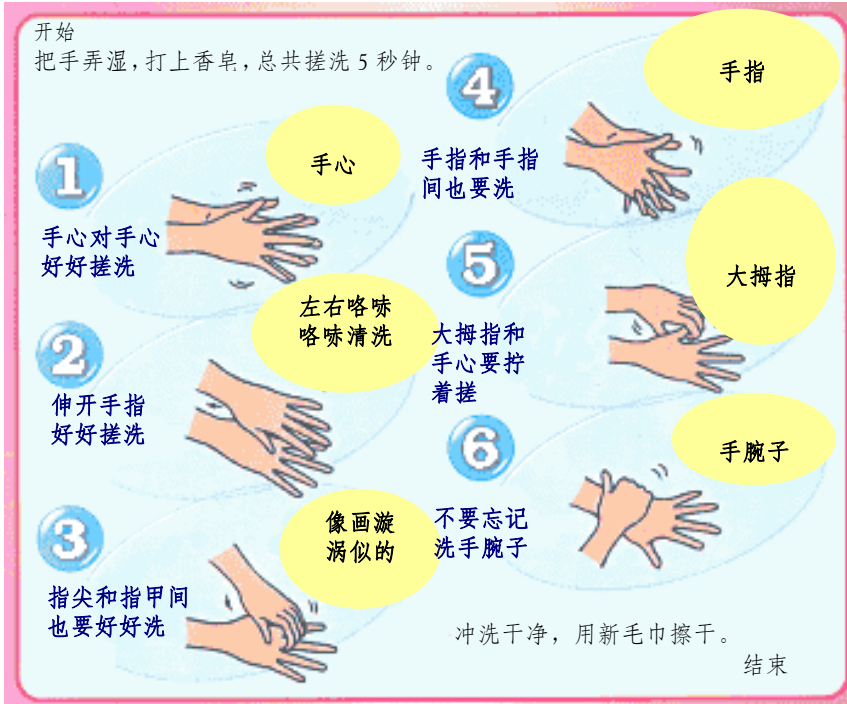 开始
把手弄湿,打上香皂,总共搓洗 5 秒钟。
1
手心
手心对手心
好好搓洗
2
左右咯哧
咯哧清洗
伸开手指
好好搓洗
3
像画漩
涡似的
指尖和指甲间
也要好好洗
4
手指
手指和手指
间也要洗
5
大拇指
大拇指和
手心要拧
着搓
6
手腕子
不要忘记
洗手腕子
冲洗干净，用新毛巾擦干。
结束